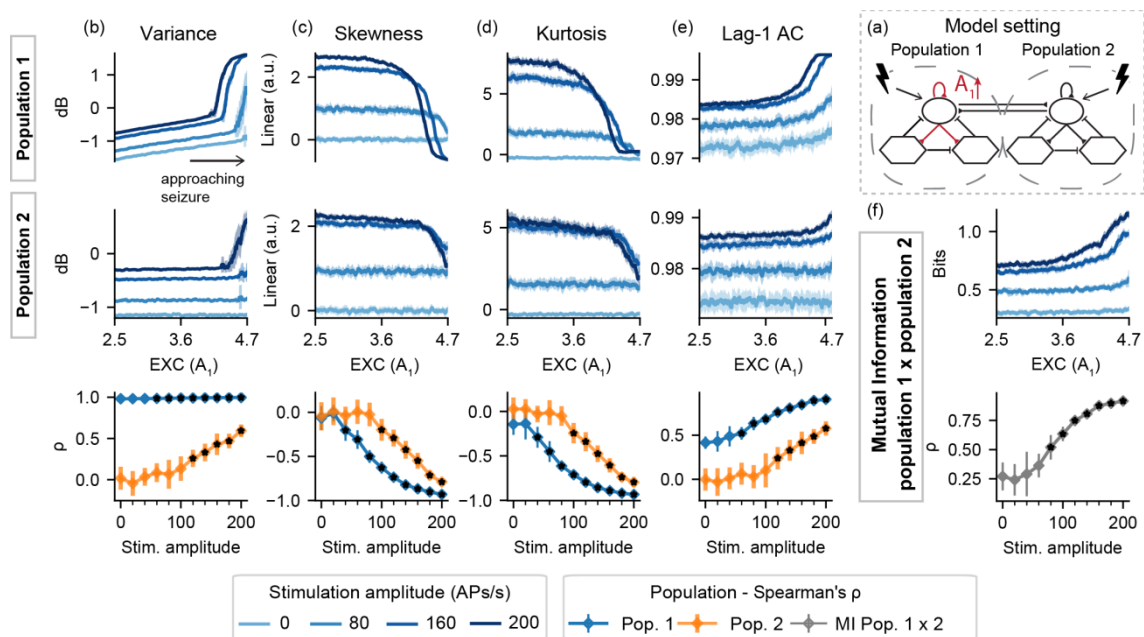 (b) Variance
(c) Skewness
(d) Kurtosis
(e) Lag-1 AC
(a) Model setting
Population 1 Population 2
A1↑
Population 1
dB
1
0
−1
approaching
seizure
Linear (a.u.)
2
0
5
0
0.99
0.98
0.97
Population 2
dB
0
−1
2.5 3.6 4.7
EXC (A1)
Linear (a.u.)
2
0
2.5 3.6 4.7
EXC (A1)
5
0
2.5 3.6 4.7
EXC (A1)
0.99
0.98
2.5 3.6 4.7
EXC (A1)
(f)
Mutual Information
population 1 x population 2
Bits
1.0
0.5
2.5 3.6 4.7
EXC (A1)
ρ
1.0
0.5
0.0
0 100 200
Stim. amplitude
0.0
−0.5
−1.0
0 100 200
Stim. amplitude
0.0
−0.5
−1.0
0 100 200
Stim. amplitude
0.5
0.0
0 100 200
Stim. amplitude
ρ
0.75
0.50
0.25
0 100 200
Stim. amplitude
Stimulation amplitude (APs/s)
0 80 160 200
Population - Spearman's ρ
Pop. 1 Pop. 2 MI Pop. 1 x 2